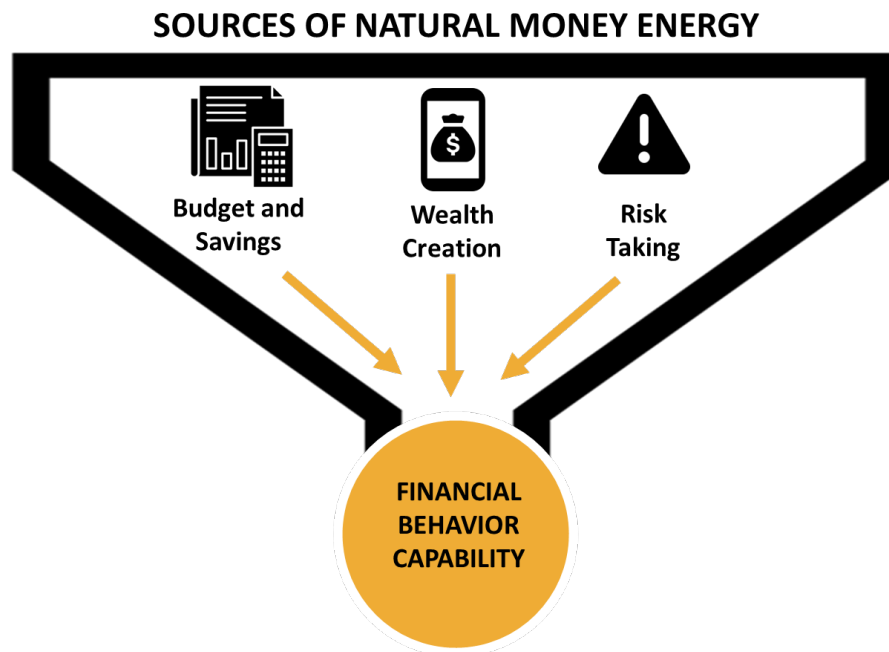 SOURCES OF NATURAL MONEY ENERGY
$
Budget and
Savings
Wealth
Creation
Risk
Taking
FINANCIAL
BEHAVIOR
CAPABILITY